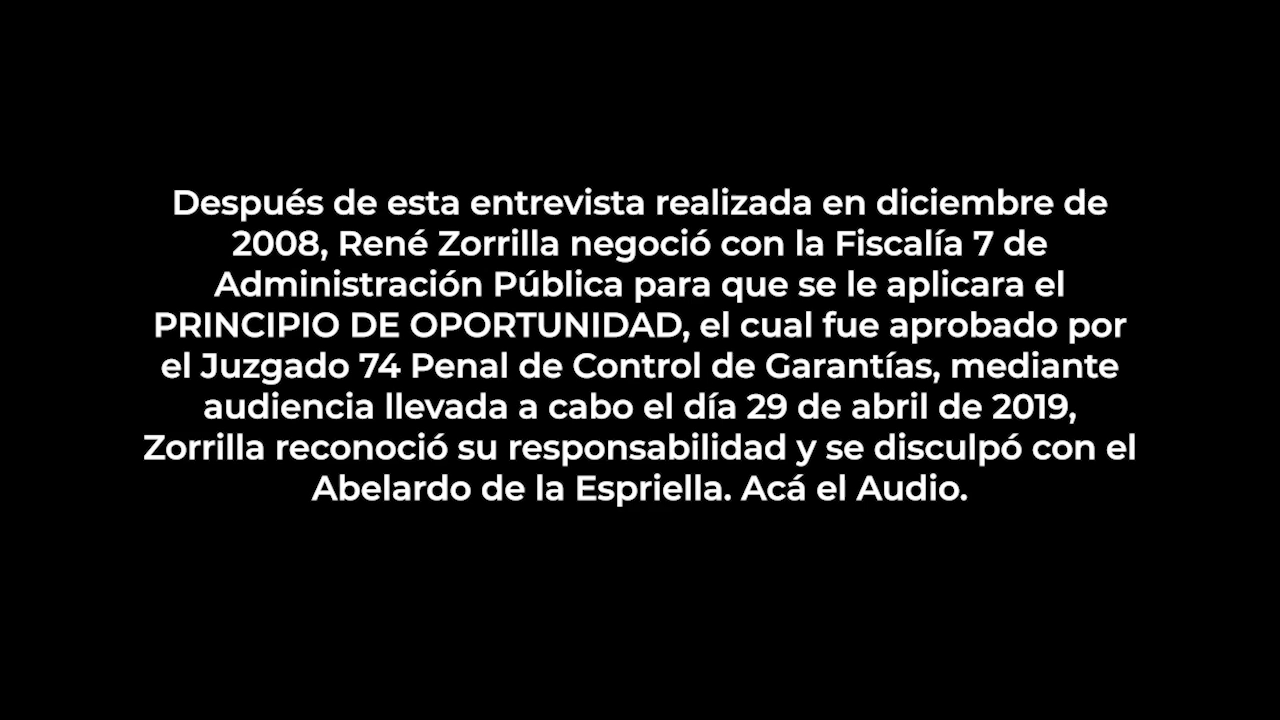 Después de esta entrevista realizada en diciembre de
2008, René Zorrilla negoció con la Fiscalía 7 de
Administración Pública para que se le aplicara el
PRINCIPIO DE OPORTUNIDAD, el cual fue aprobado por
el Juzgado 74 Penal de Control de Garantías, mediante
audiencia llevada a cabo el día 29 de abril de 2019,
Zorrilla reconoció su responsabilidad y se disculpó con el
Abelardo de la Espriella. Acá el Audio.